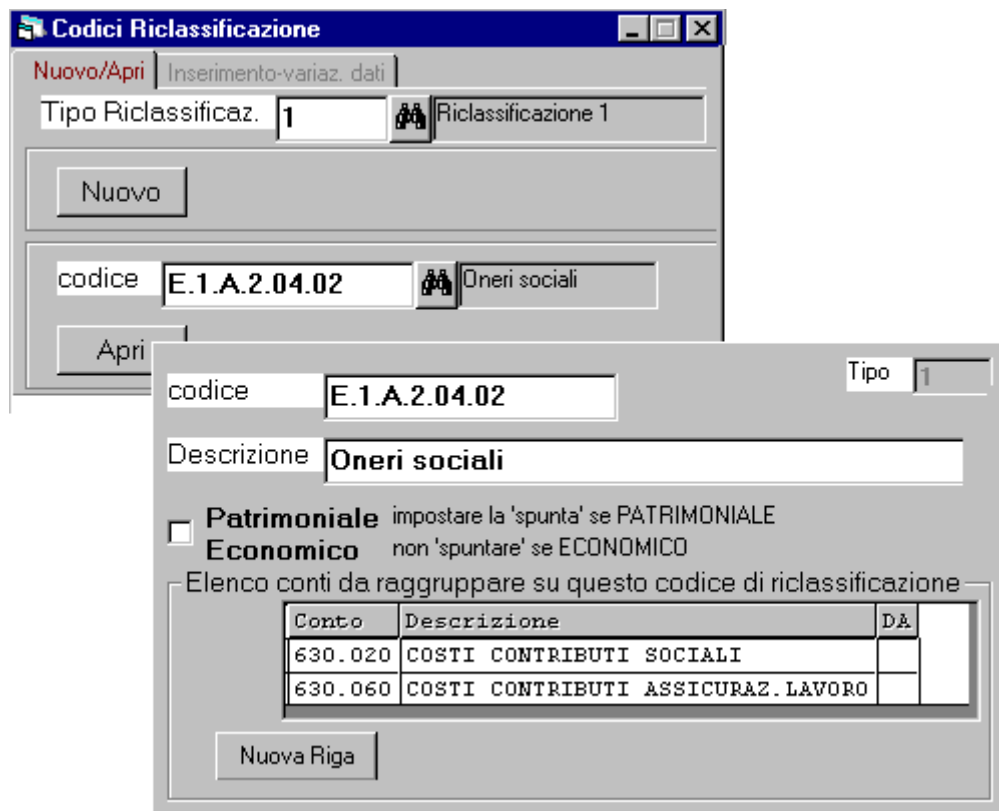 Codici Riclassificazione
Nuovo/Apri Inserimento-variaz. dati
Tipo Riclassificaz. 1 Riclassificazione 1
Nuovo
codice E.1.A.2.04.02 Oneri sociali
Apri
Tipo 1
codice E.1.A.2.04.02
Descrizione Oneri sociali
Patrimoniale impostare la 'spunta' se PATRIMONIALE
Economico non 'spuntare' se ECONOMICO
Elenco conti da raggruppare su questo codice di riclassificazione
Conto Descrizione DA
630.020 COSTI CONTRIBUTI SOCIALI
630.060 COSTI CONTRIBUTI ASSICURAZ.LAVORO
Nuova Riga